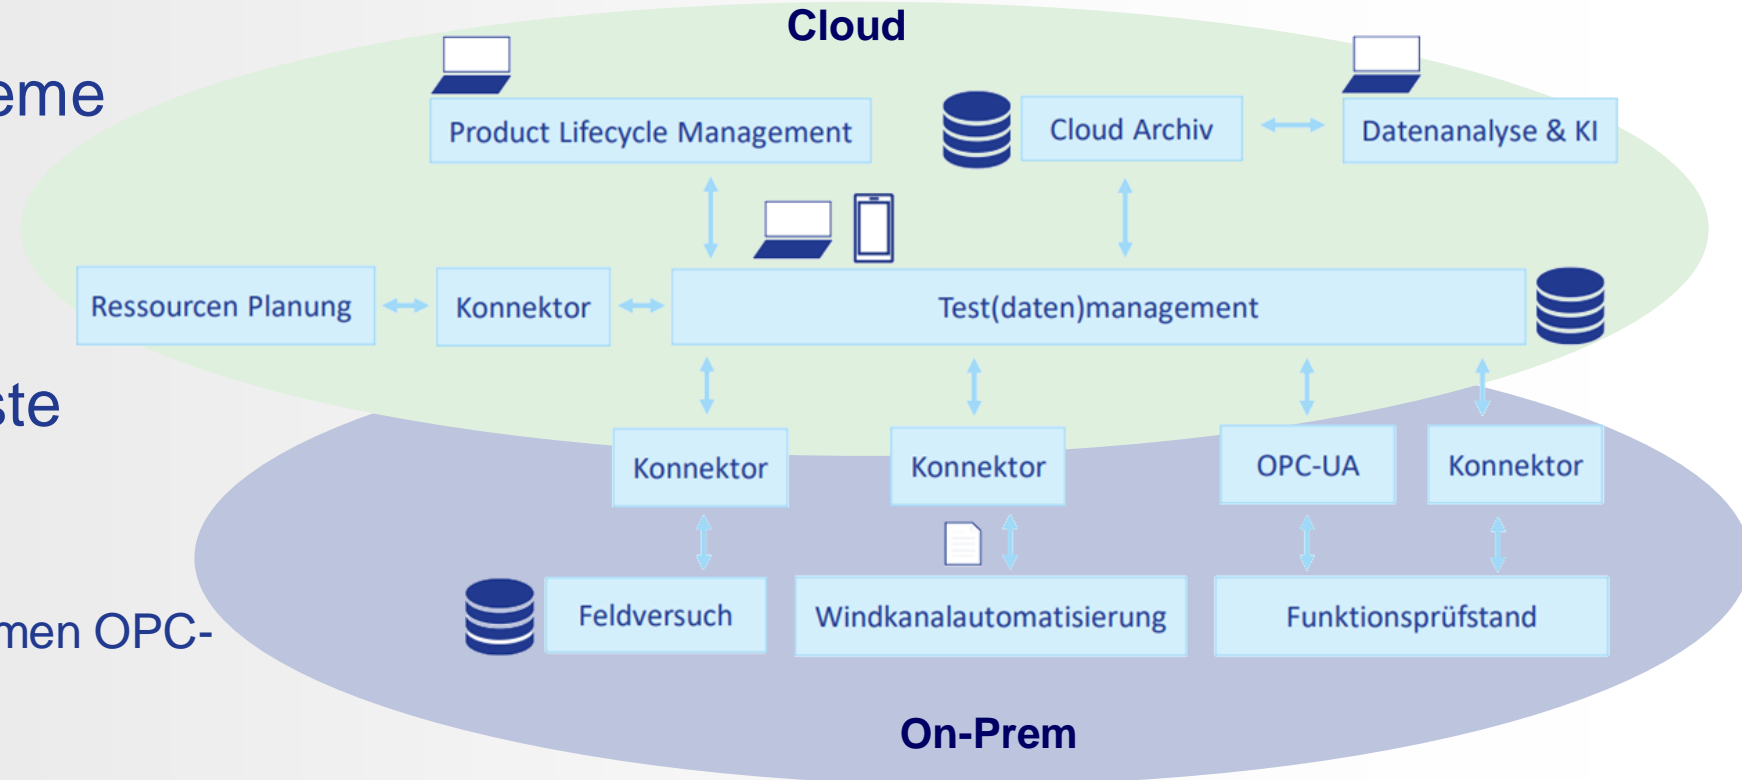 Cloud
eme
Product Lifecycle Management
Cloud Archiv
Datenanalyse & KI
Ressourcen Planung
Konnektor
Test(daten)management
ste
Konnektor
Konnektor
OPC-UA
Konnektor
Feldversuch
Windkanalautomatisierung
Funktionsprüfstand
men OPC-
On-Prem